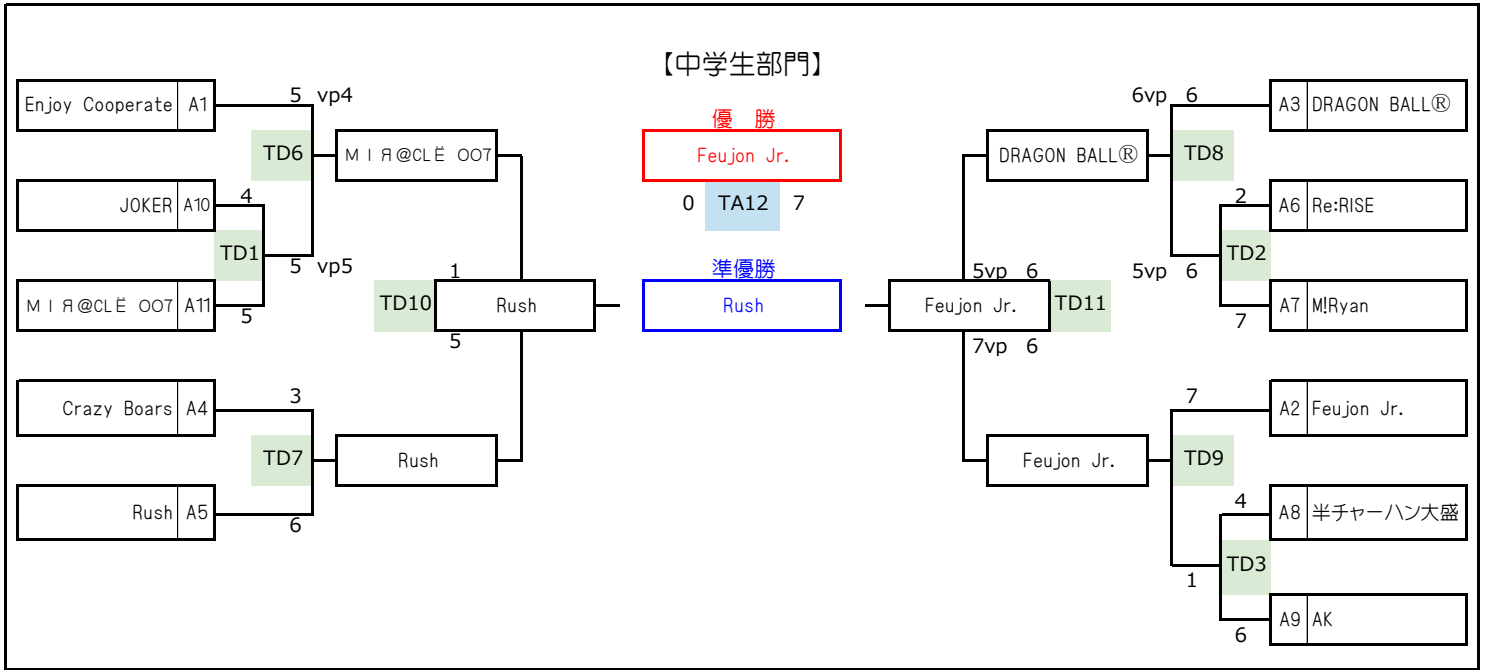 【中学生部門】
Enjoy Cooperate A1
5 vp4
TD6
ＭＩЯ@CLЁ OO7
JOKER A10
4
TD1
5 vp5
ＭＩЯ@CLЁ OO7 A11
5
TD10
1
Rush
5
Crazy Boars A4
3
TD7
Rush
Rush A5
6
優 勝
Feujon Jr.
0 TA12 7
準優勝
Rush
6vp 6
A3 DRAGON BALL®
DRAGON BALL®
TD8
2
A6 Re:RISE
TD2
5vp 6
A7 M!Ryan
7
5vp 6
Feujon Jr.
TD11
7vp 6
7
A2 Feujon Jr.
Feujon Jr.
TD9
4
A8 半チャーハン大盛
TD3
1
A9 AK
6